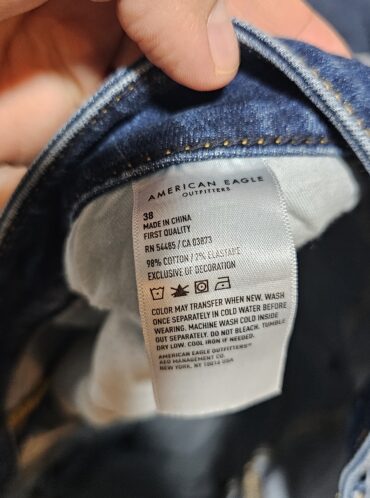 AMERICAN EAGLE
OUTFITTERS
38
MADE IN CHINA
FIRST QUALITY
RN 54485 / CA 03873
98% COTTON / 2% ELASTANE
EXCLUSIVE OF DECORATION
COLOR MAY TRANSFER WHEN NEW. WASH
ONCE SEPARATELY IN COLD WATER BEFORE
WEARING. MACHINE WASH COLD INSIDE
OUT SEPARATELY. DO NOT BLEACH. TUMBLE
DRY LOW. COOL IRON IF NEEDED.
AMERICAN EAGLE OUTFITTERS
AEO MANAGEMENT CO.
NEW YORK, NY 10012 USA